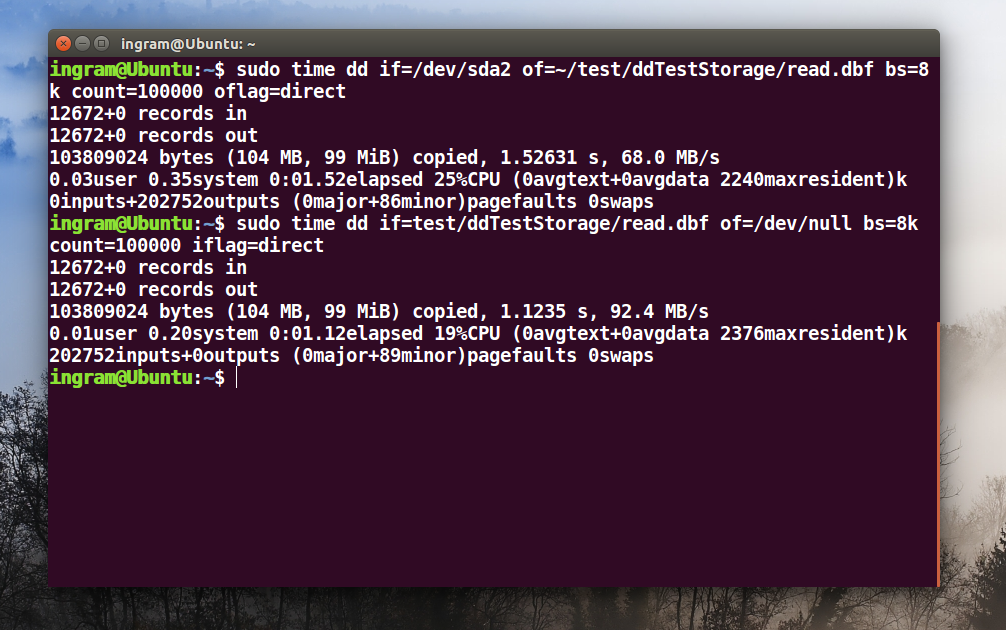 ingram@Ubuntu: ~
ingram@Ubuntu:~$ sudo time dd if=/dev/sda2 of=~/test/ddTestStorage/read.dbf bs=8
k count=100000 oflag=direct
12672+0 records in
12672+0 records out
103809024 bytes (104 MB, 99 MiB) copied, 1.52631 s, 68.0 MB/s
0.03user 0.35system 0:01.52elapsed 25%CPU (0avgtext+0avgdata 2240maxresident)k
0inputs+202752outputs (0major+86minor)pagefaults 0swaps
ingram@Ubuntu:~$ sudo time dd if=test/ddTestStorage/read.dbf of=/dev/null bs=8k
count=100000 iflag=direct
12672+0 records in
12672+0 records out
103809024 bytes (104 MB, 99 MiB) copied, 1.1235 s, 92.4 MB/s
0.01user 0.20system 0:01.12elapsed 19%CPU (0avgtext+0avgdata 2376maxresident)k
202752inputs+0outputs (0major+89minor)pagefaults 0swaps
ingram@Ubuntu:~$